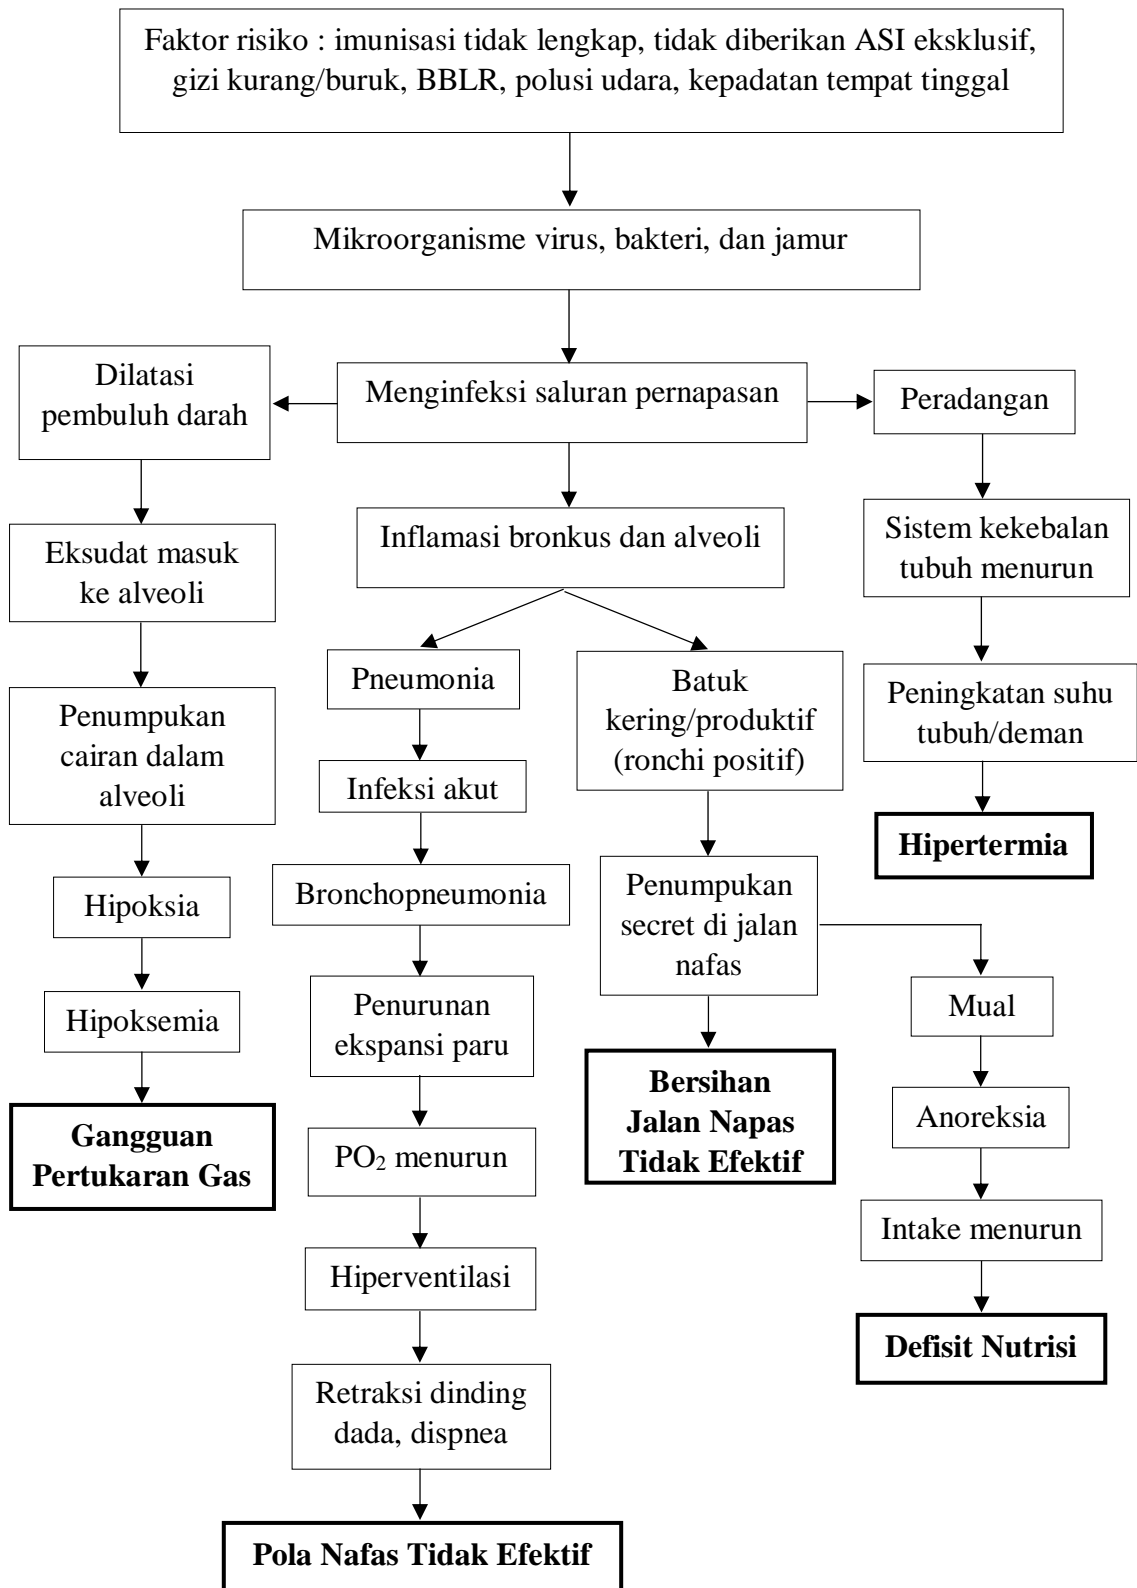 Faktor risiko : imunisasi tidak lengkap, tidak diberikan ASI eksklusif,
gizi kurang/buruk, BBLR, polusi udara, kepadatan tempat tinggal
Mikroorganisme virus, bakteri, dan jamur
Menginfeksi saluran pernapasan
Dilatasi
pembuluh darah
Eksudat masuk
ke alveoli
Penumpukan
cairan dalam
alveoli
Hipoksia
Hipoksemia
Gangguan
Pertukaran Gas
Inflamasi bronkus dan alveoli
Pneumonia
Infeksi akut
Bronchopneumonia
Penurunan
ekspansi paru
PO₂ menurun
Hiperventilasi
Retraksi dinding
dada, dispnea
Pola Nafas Tidak Efektif
Batuk
kering/produktif
(ronchi positif)
Penumpukan
secret di jalan
nafas
Bersihan
Jalan Napas
Tidak Efektif
Mual
Anoreksia
Intake menurun
Defisit Nutrisi
Peradangan
Sistem kekebalan
tubuh menurun
Peningkatan suhu
tubuh/deman
Hipertermia